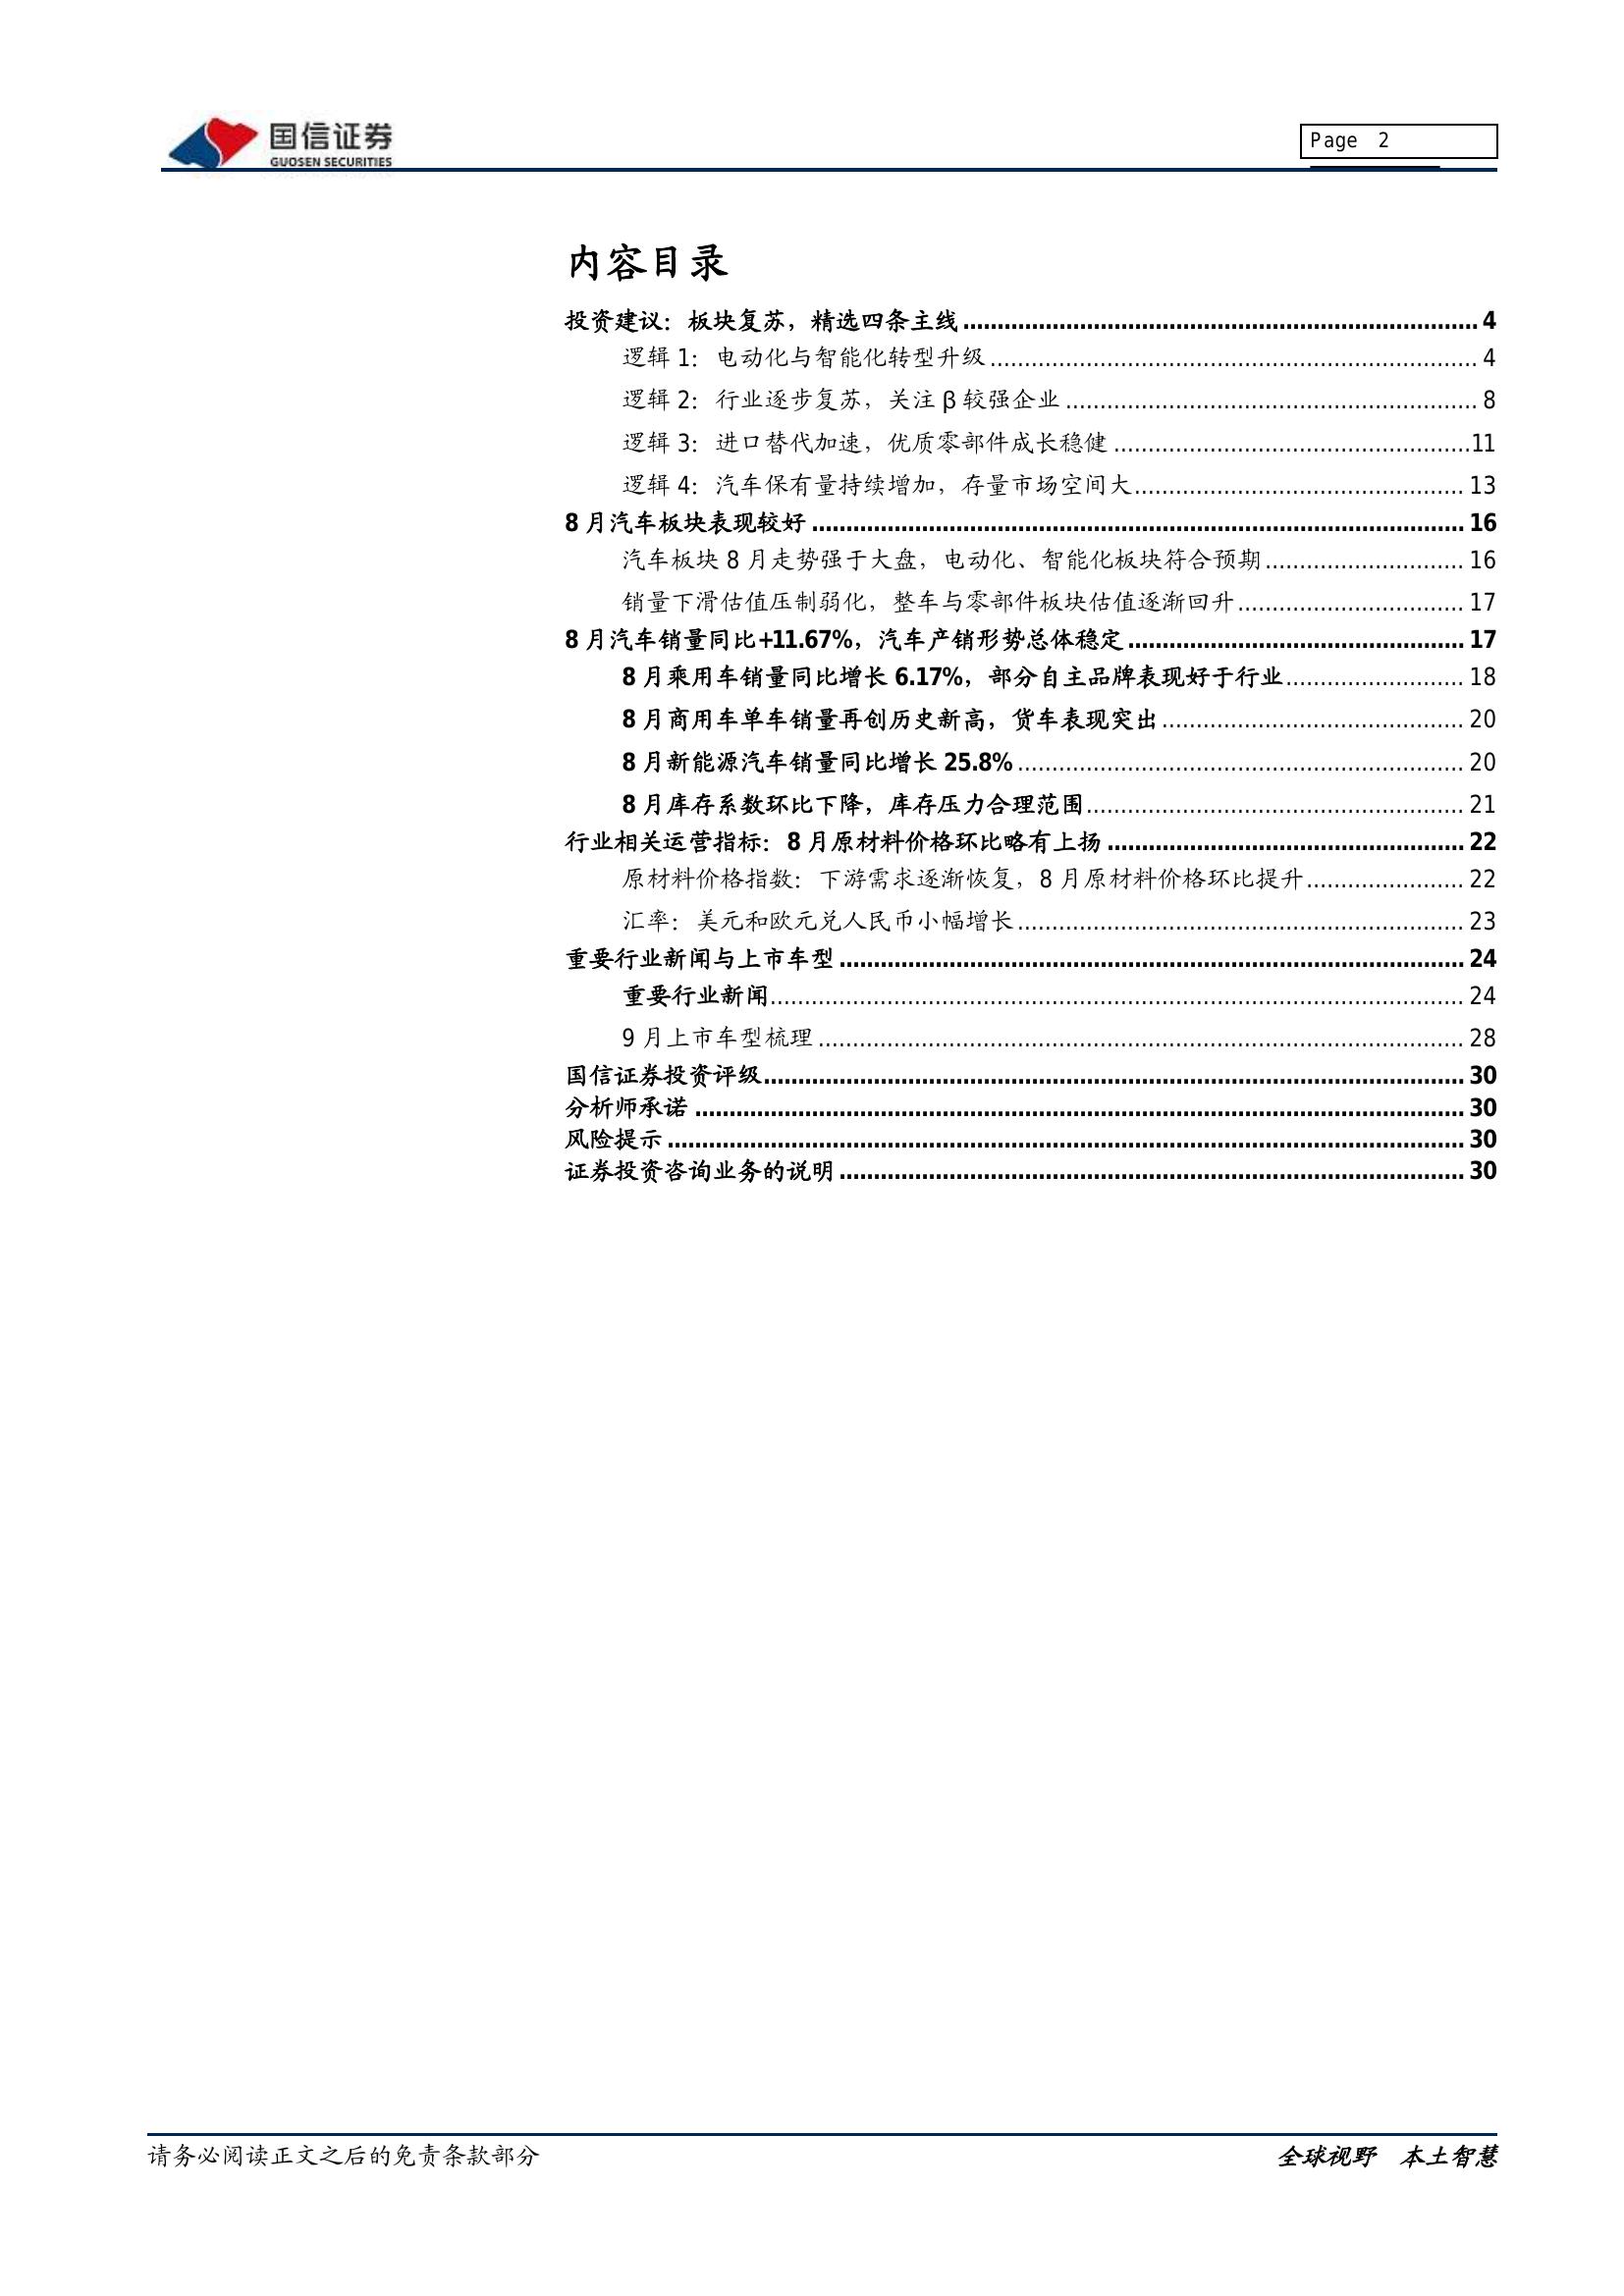 国信证券
GUOSEN SECURITIES
Page 2
内容目录
投资建议：板块复苏，精选四条主线 4
逻辑 1：电动化与智能化转型升级 4
逻辑 2：行业逐步复苏，关注 β 较强企业 8
逻辑 3：进口替代加速，优质零部件成长稳健 11
逻辑 4：汽车保有量持续增加，存量市场空间大 13
8 月汽车板块表现较好 16
汽车板块 8 月走势强于大盘，电动化、智能化板块符合预期 16
销量下滑估值压制弱化，整车与零部件板块估值逐渐回升 17
8 月汽车销量同比+11.67%，汽车产销形势总体稳定 17
8 月乘用车销量同比增长 6.17%，部分自主品牌表现好于行业 18
8 月商用车单车销量再创历史新高，货车表现突出 20
8 月新能源汽车销量同比增长 25.8% 20
8 月库存系数环比下降，库存压力合理范围 21
行业相关运营指标：8 月原材料价格环比略有上扬 22
原材料价格指数：下游需求逐渐恢复，8 月原材料价格环比提升 22
汇率：美元和欧元兑人民币小幅增长 23
重要行业新闻与上市车型 24
重要行业新闻 24
9 月上市车型梳理 28
国信证券投资评级 30
分析师承诺 30
风险提示 30
证券投资咨询业务的说明 30
请务必阅读正文之后的免责条款部分
全球视野 本土智慧